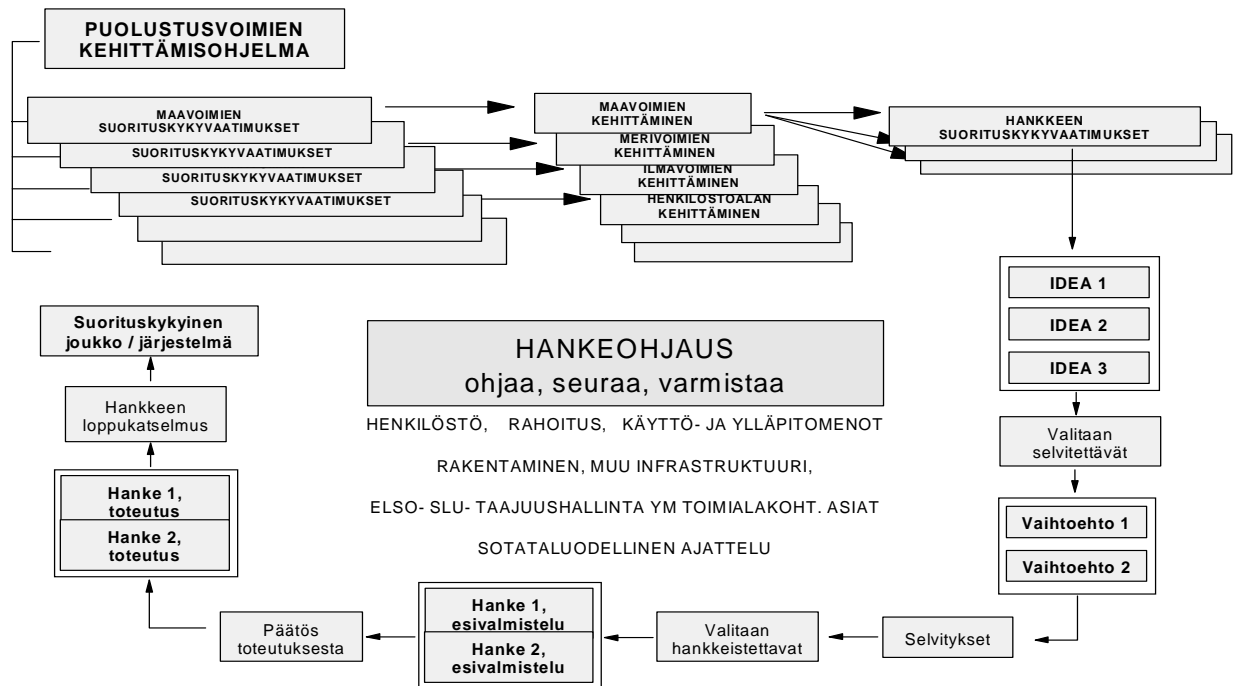 PUOLUSTUSVOIMIEN
KEHITTÄMISOHJELMA
MAAVOIMIEN
SUORITUSKYKYVAATIMUKSET
SUORITUSKYKYVAATIMUKSET
SUORITUSKYKYVAATIMUKSET
SUORITUSKYKYVAATIMUKSET
MAAVOIMIEN
KEHITTÄMINEN
MERIVOIMIEN
KEHITTÄMINEN
ILMAVOIMIEN
KEHITTÄMINEN
HENKILÖSTÖALAN
KEHITTÄMINEN
HANKKEEN
SUORITUSKYKYVAATIMUKSET
IDEA 1
IDEA 2
IDEA 3
Valitaan
selvitettävät
Vaihtoehto 1
Vaihtoehto 2
Selvitykset
Valitaan
hankkeistettavat
Hanke 1,
esivalmistelu
Hanke 2,
esivalmistelu
Päätös
toteutuksesta
Hanke 1,
toteutus
Hanke 2,
toteutus
Hankkeen
loppukatselmus
Suorituskykyinen
joukko / järjestelmä
HANKEOHJAUS
ohjaa, seuraa, varmistaa
HENKILÖSTÖ, RAHOITUS, KÄYTTÖ- JA YLLÄPITOMENOT
RAKENTAMINEN, MUU INFRASTRUKTUURI,
ELSO- SLU- TAAJUUSHALLINTA YM TOIMIALAKOHT. ASIAT
SOTATALUODELLINEN AJATTELU